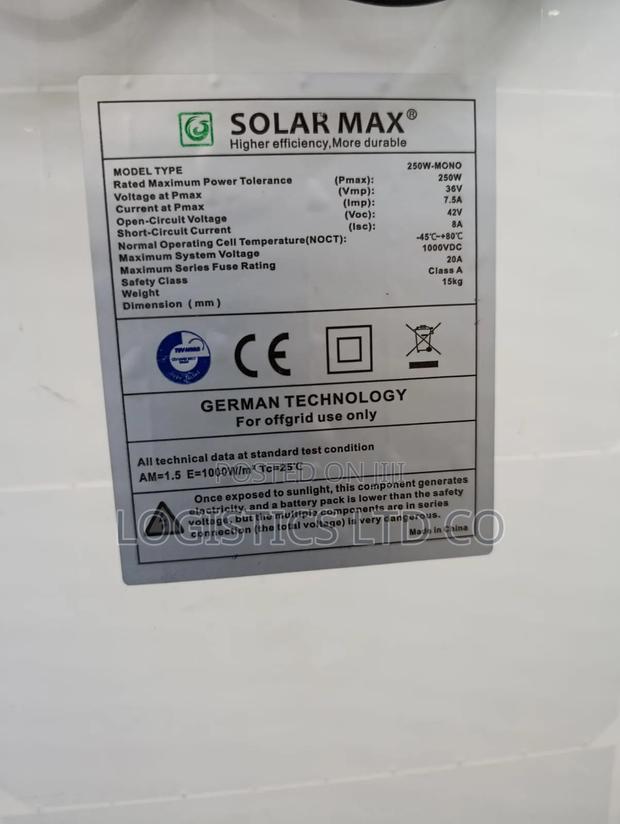 SOLAR MAX®
Higher efficiency,More durable
MODEL TYPE 250W-MONO
Rated Maximum Power Tolerance (Pmax): 250W
Voltage at Pmax (Vmp): 36V
Current at Pmax (Imp): 7.5A
Open-Circuit Voltage (Voc): 42V
Short-Circuit Current (Isc): 8A
Normal Operating Cell Temperature(NOCT): -45℃~+80℃
Maximum System Voltage 1000VDC
Maximum Series Fuse Rating 20A
Safety Class Class A
Weight 15kg
Dimension ( mm )
CE
GERMAN TECHNOLOGY
For offgrid use only
All technical data at standard test condition
AM=1.5 E=1000W/m² Tc=25℃
POSTED ON JIJI
Once exposed to sunlight, this component generates
electricity, and a battery pack is lower than the safety
voltage, but the multiple components are in series
connection (the total voltage) is very dangerous.
LOGISTICS LTD CO
Made in China